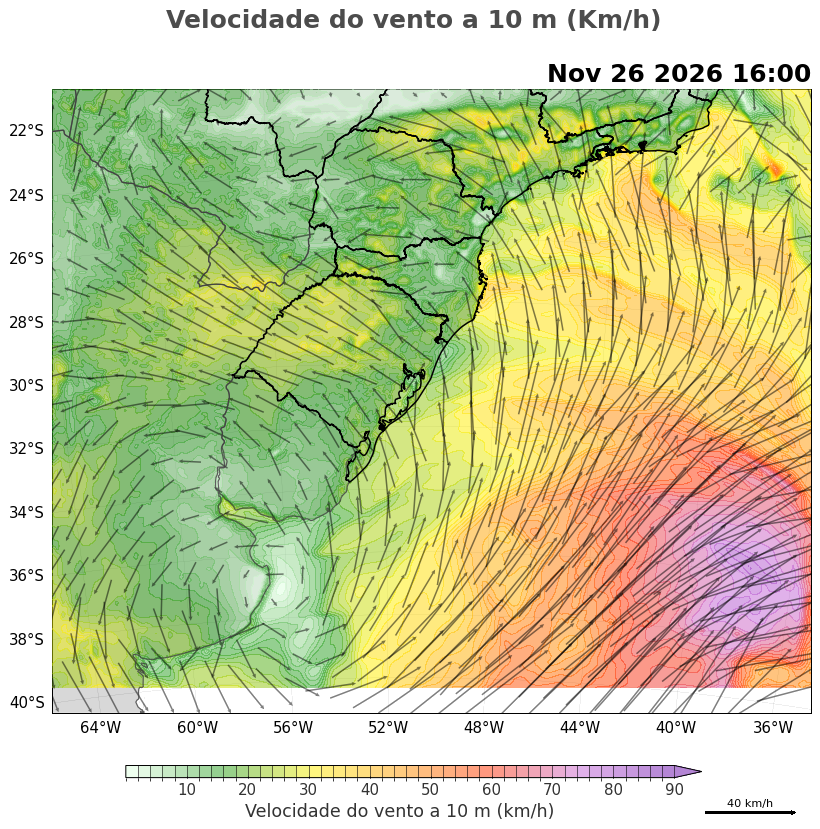 Velocidade do vento a 10 m (Km/h)
Nov 26 2026 16:00
22°S
24°S
26°S
28°S
30°S
32°S
34°S
36°S
38°S
40°S
64°W 60°W 56°W 52°W 48°W 44°W 40°W 36°W
10 20 30 40 50 60 70 80 90
Velocidade do vento a 10 m (km/h)
40 km/h